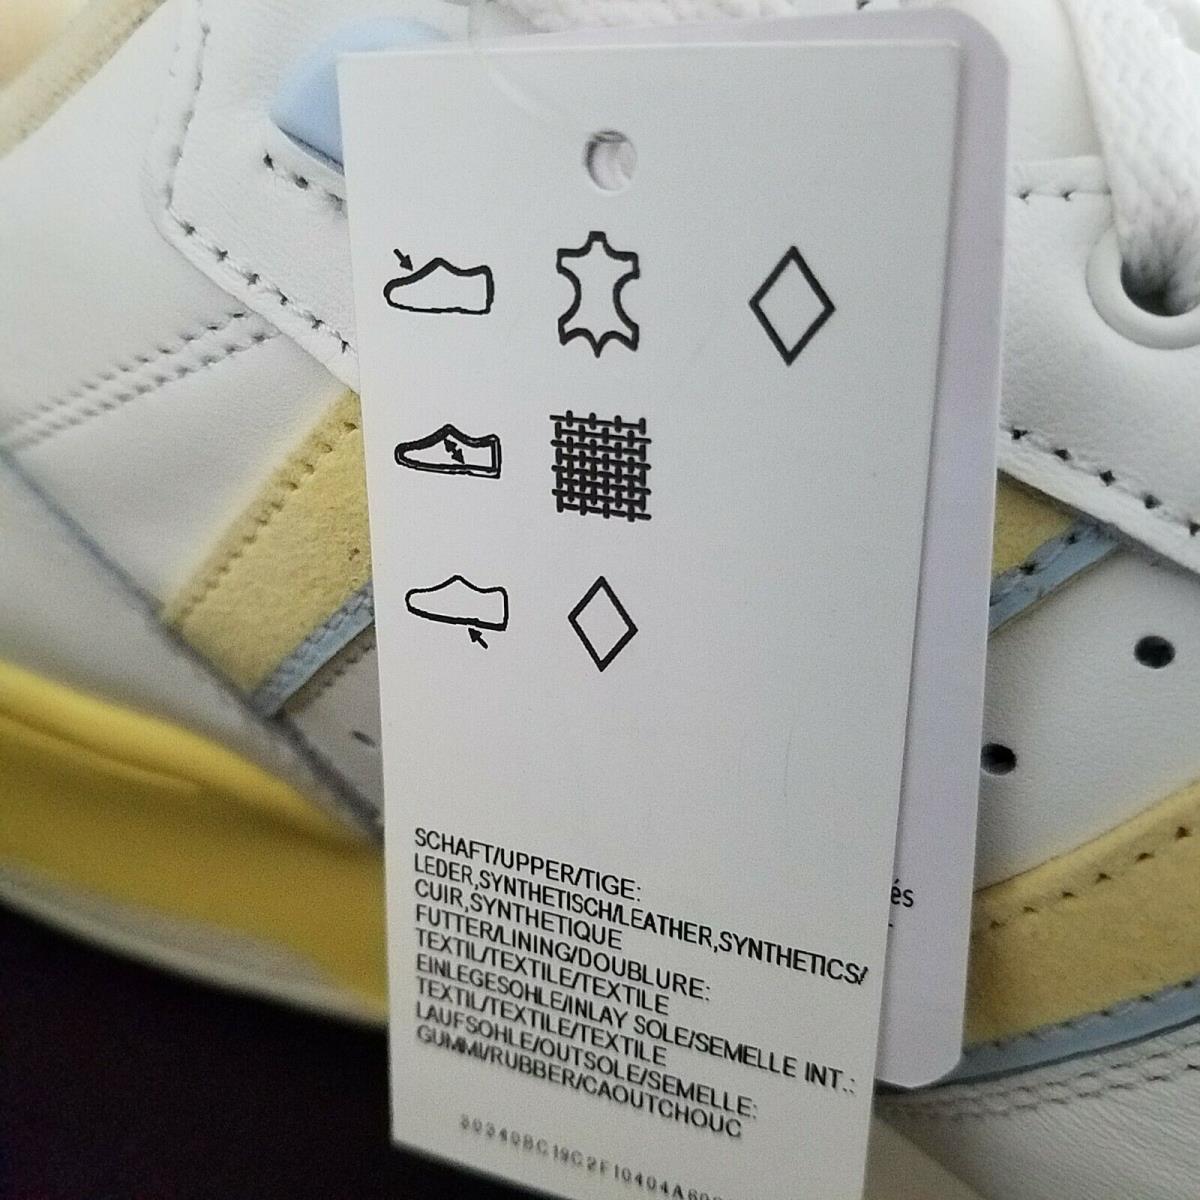 SCHAFT/UPPER/TIGE:
LEDER,SYNTHETISCH/LEATHER,SYNTHETICS/
CUIR,SYNTHETIQUE
FUTTER/LINING/DOUBLURE:
TEXTIL/TEXTILE/TEXTILE
EINLEGESOHLE/INLAY SOLE/SEMELLE INT.:
TEXTIL/TEXTILE/TEXTILE
LAUFSOHLE/OUTSOLE/SEMELLE:
GUMMI/RUBBER/CAOUTCHOUC
és